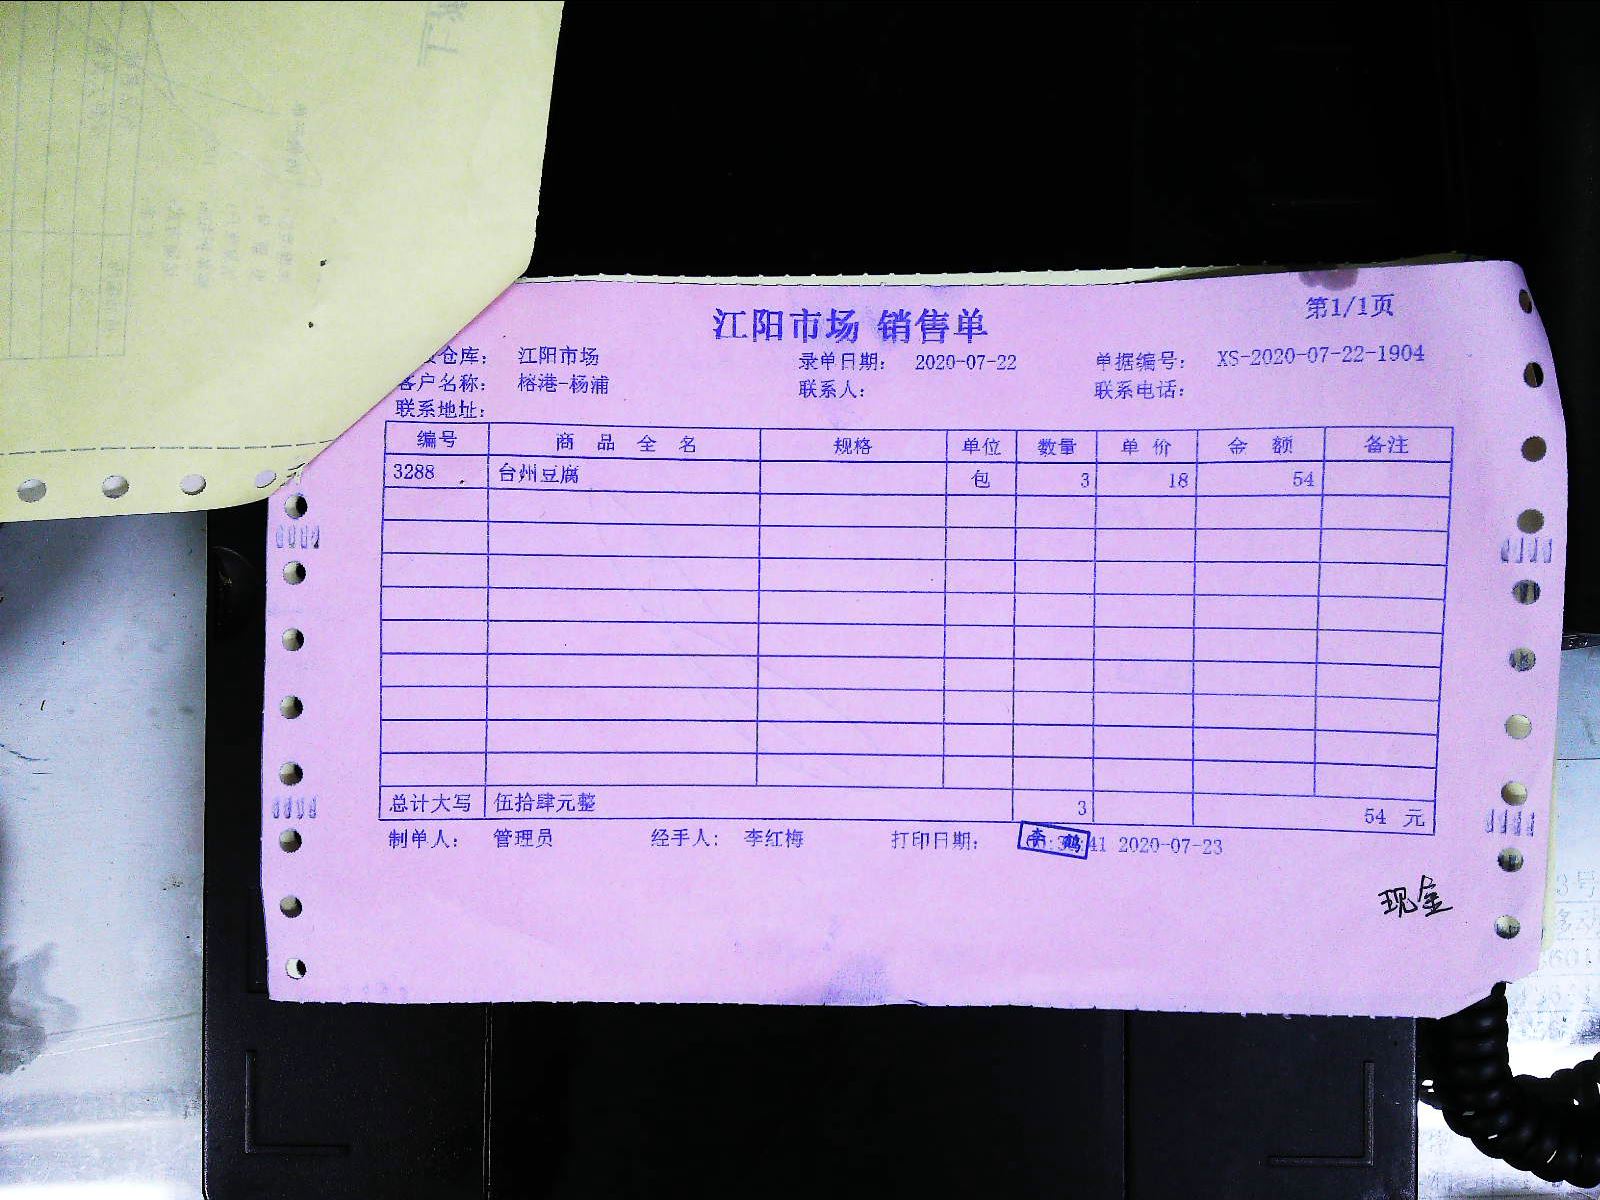 江阳市场 销售单
第1/1页
仓库: 江阳市场 录单日期: 2020-07-22 单据编号: XS-2020-07-22-1904
客户名称: 榕港-杨浦 联系人: 联系电话:
联系地址:
编号 商品全名 规格 单位 数量 单价 金额 备注
3288 台州豆腐 包 3 18 54
总计大写 伍拾肆元整 3 54 元
制单人: 管理员 经手人: 李红梅 打印日期: :41 2020-07-23
现金